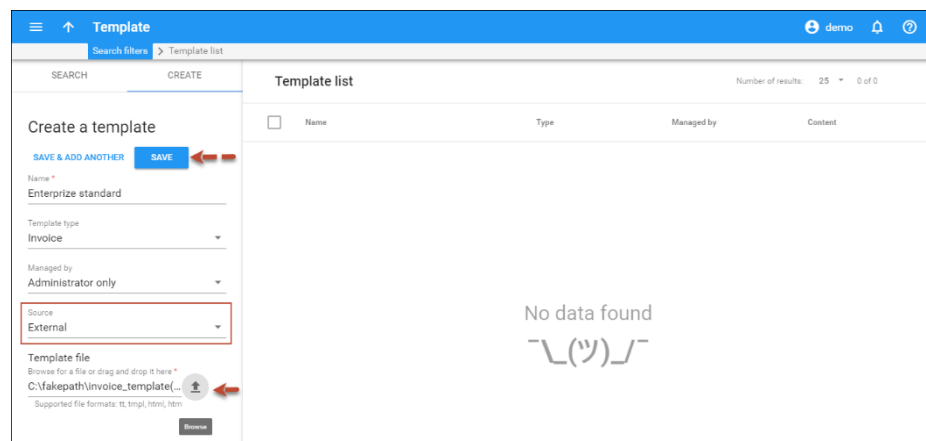 Template
demo
Search filters > Template list
SEARCH CREATE
Template list
Number of results: 25 0 of 0
Name Type Managed by Content
Create a template
SAVE & ADD ANOTHER SAVE
Name *
Enterprize standard
Template type
Invoice
Managed by
Administrator only
Source
External
Template file
Browse for a file or drag and drop it here *
C:\fakepath\invoice_template(...
Supported file formats: tt, tmpl, html, htm
Browse
No data found
¯\_(ツ)_/¯